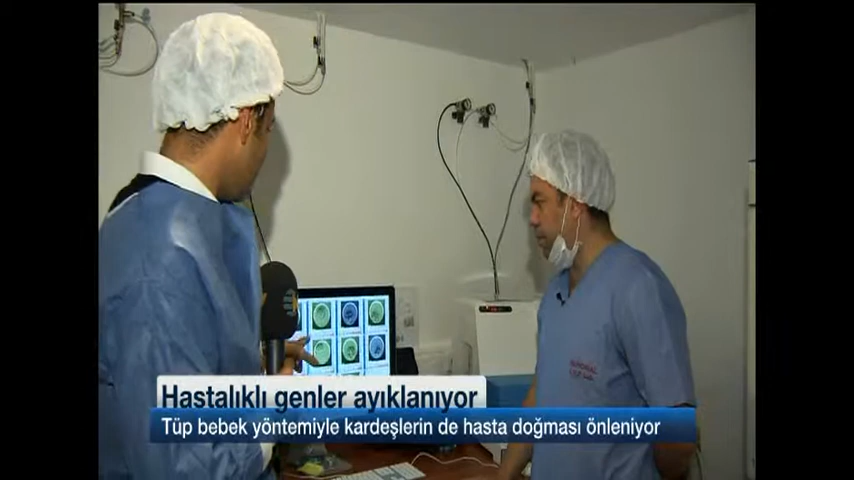 Hastalıklı genler ayıklanıyor
Tüp bebek yöntemiyle kardeşlerin de hasta doğması önleniyor